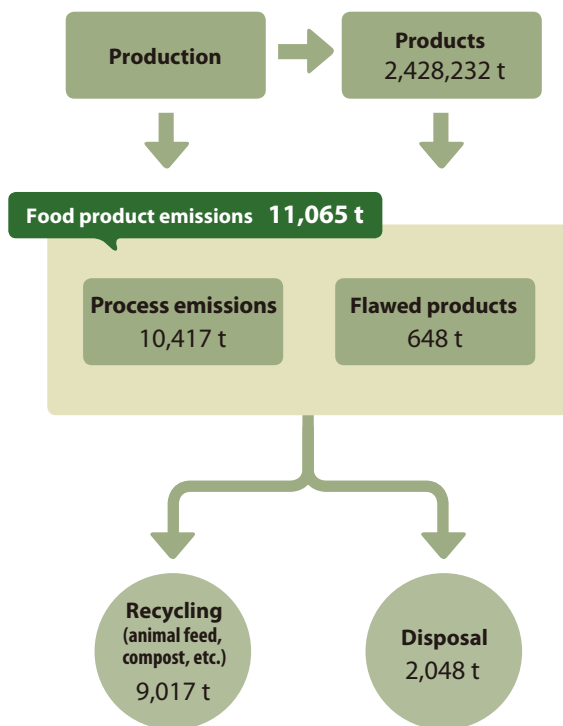 Production
Products
2,428,232 t
Food product emissions 11,065 t
Process emissions
10,417 t
Flawed products
648 t
Recycling
(animal feed,
compost, etc.)
9,017 t
Disposal
2,048 t